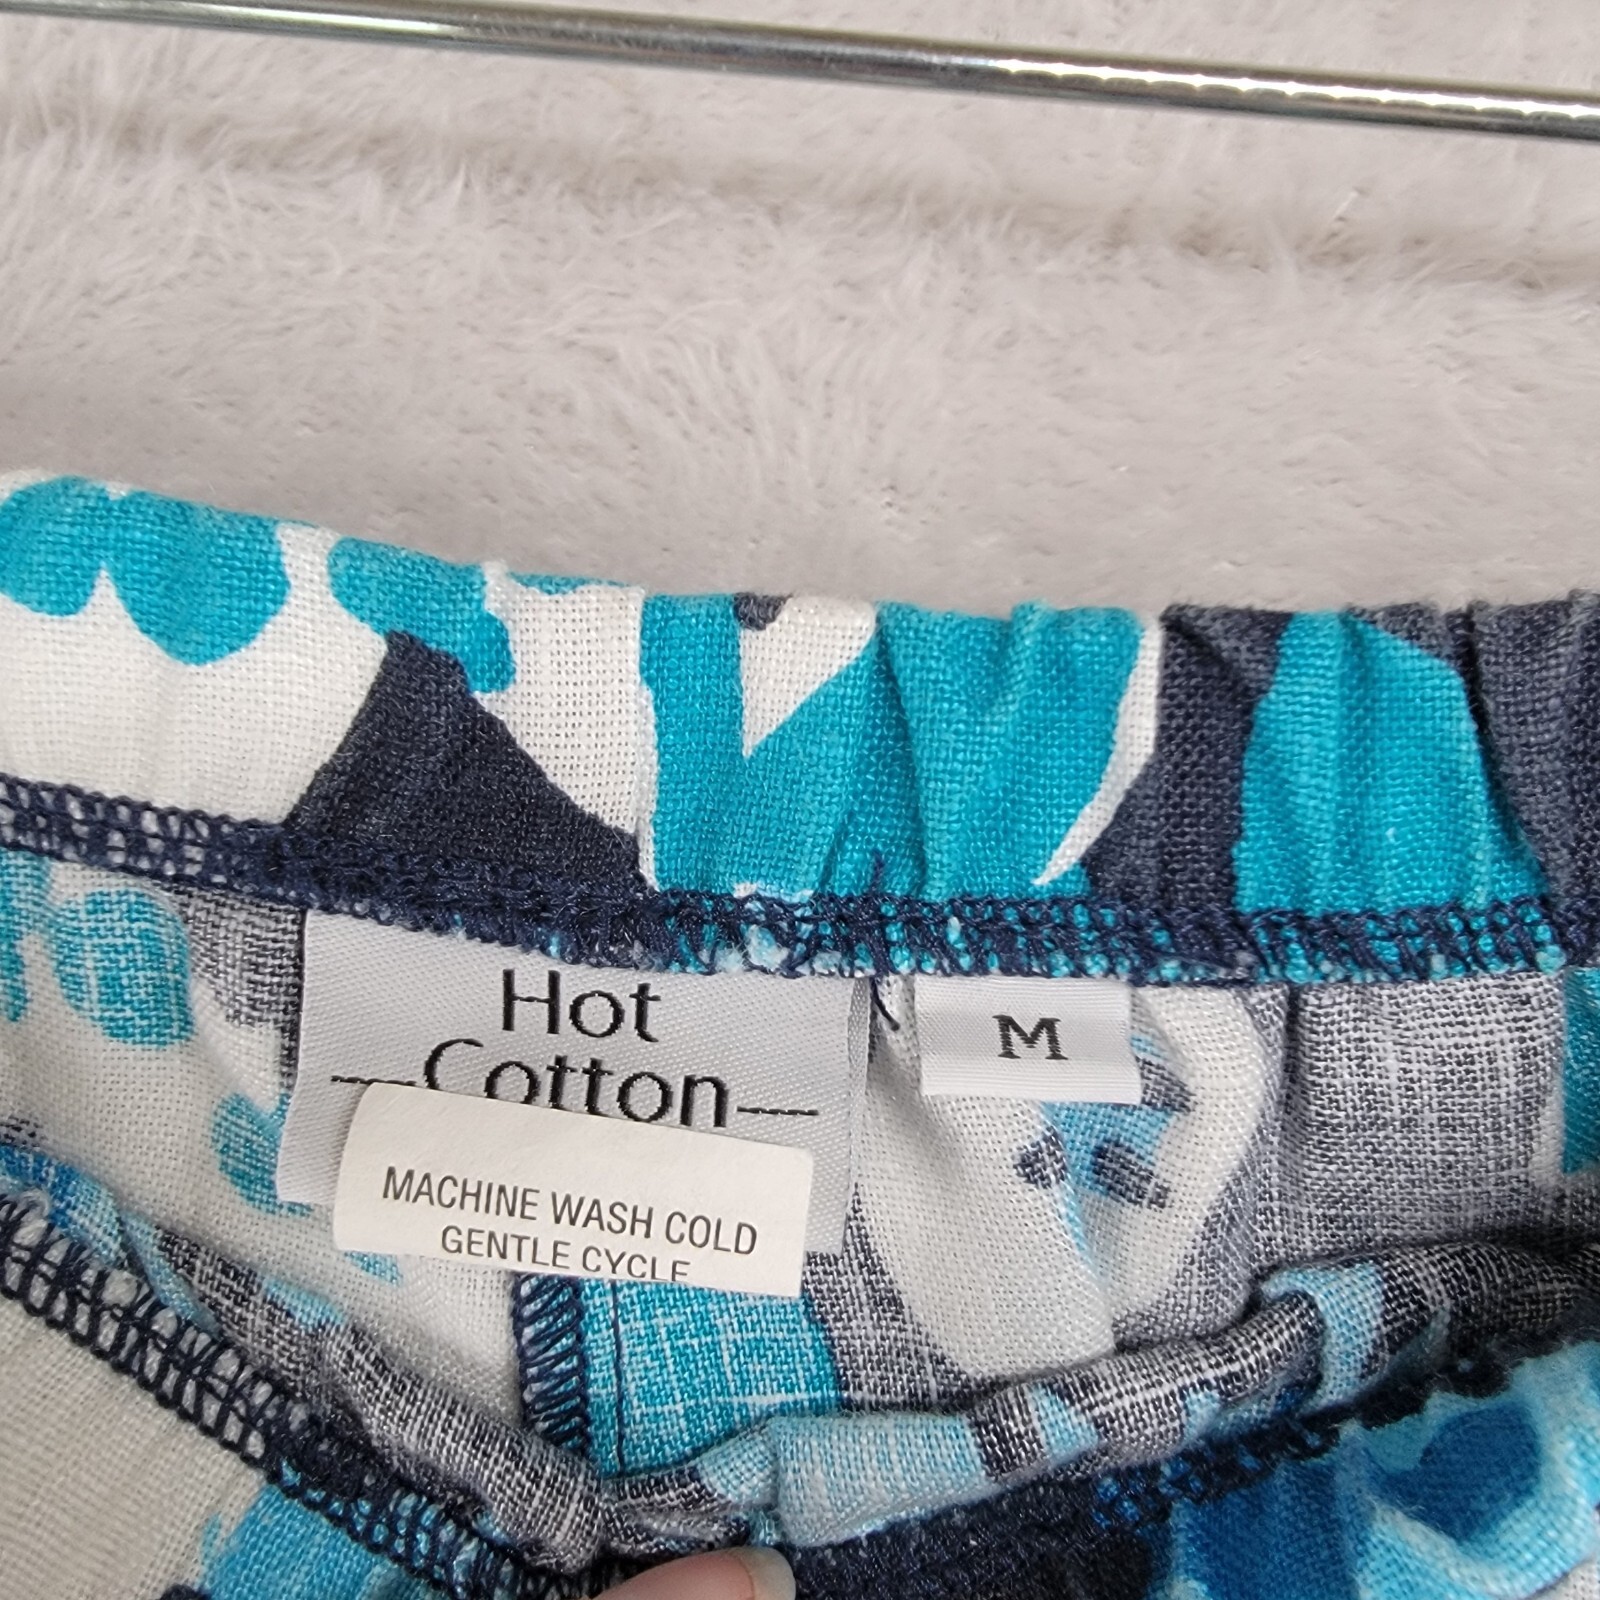 Hot
Cotton
M
MACHINE WASH COLD
GENTLE CYCLE